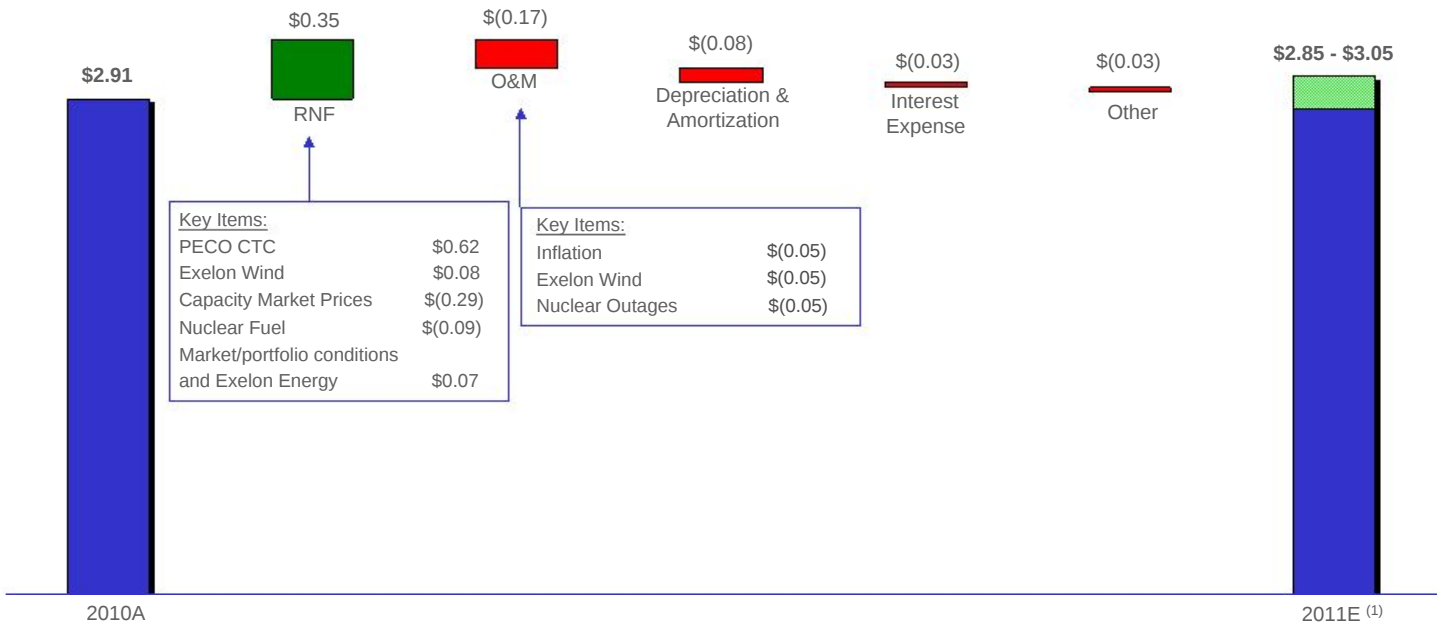 $2.91
$0.35
RNF
$(0.17)
O&M
$(0.08)
Depreciation &
Amortization
$(0.03)
Interest
Expense
$(0.03)
Other
$2.85 - $3.05
Key Items:
PECO CTC $0.62
Exelon Wind $0.08
Capacity Market Prices $(0.29)
Nuclear Fuel $(0.09)
Market/portfolio conditions
and Exelon Energy $0.07
Key Items:
Inflation $(0.05)
Exelon Wind $(0.05)
Nuclear Outages $(0.05)
2010A
2011E (1)